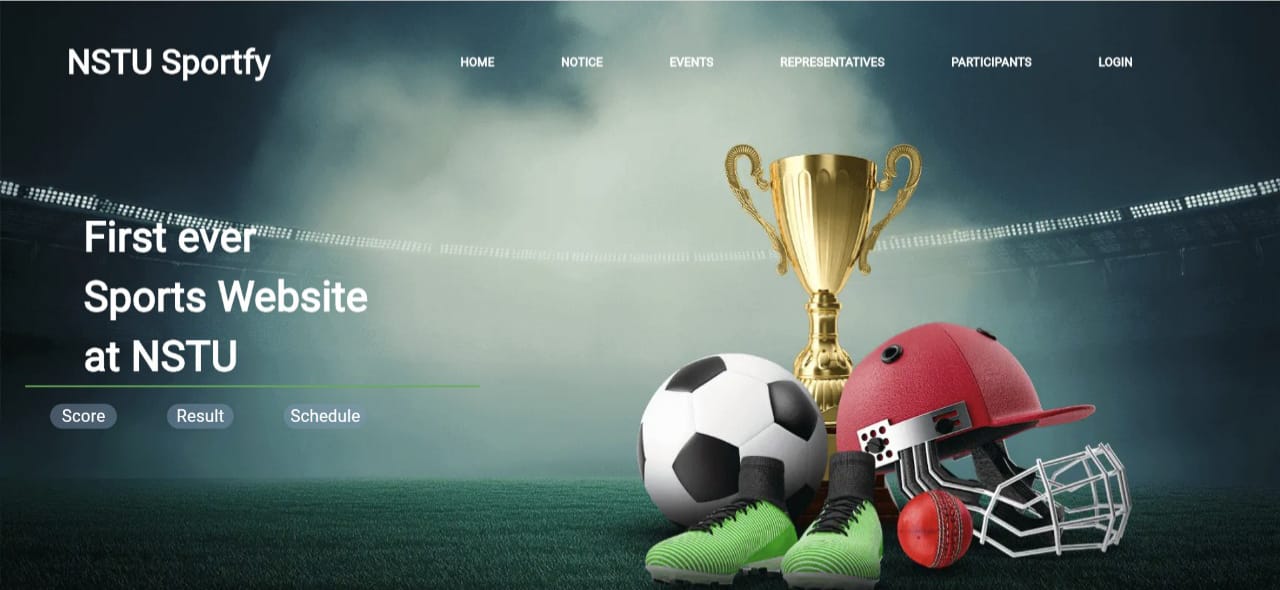 NSTU Sportfy
HOME NOTICE EVENTS REPRESENTATIVES PARTICIPANTS LOGIN
First ever
Sports Website
at NSTU
Score Result Schedule